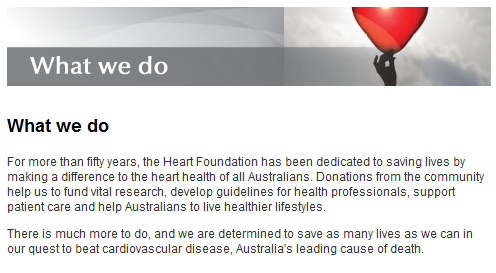 What we do
What we do
For more than fifty years, the Heart Foundation has been dedicated to saving lives by
making a difference to the heart health of all Australians. Donations from the community
help us to fund vital research, develop guidelines for health professionals, support
patient care and help Australians to live healthier lifestyles.
There is much more to do, and we are determined to save as many lives as we can in
our quest to beat cardiovascular disease, Australia's leading cause of death.